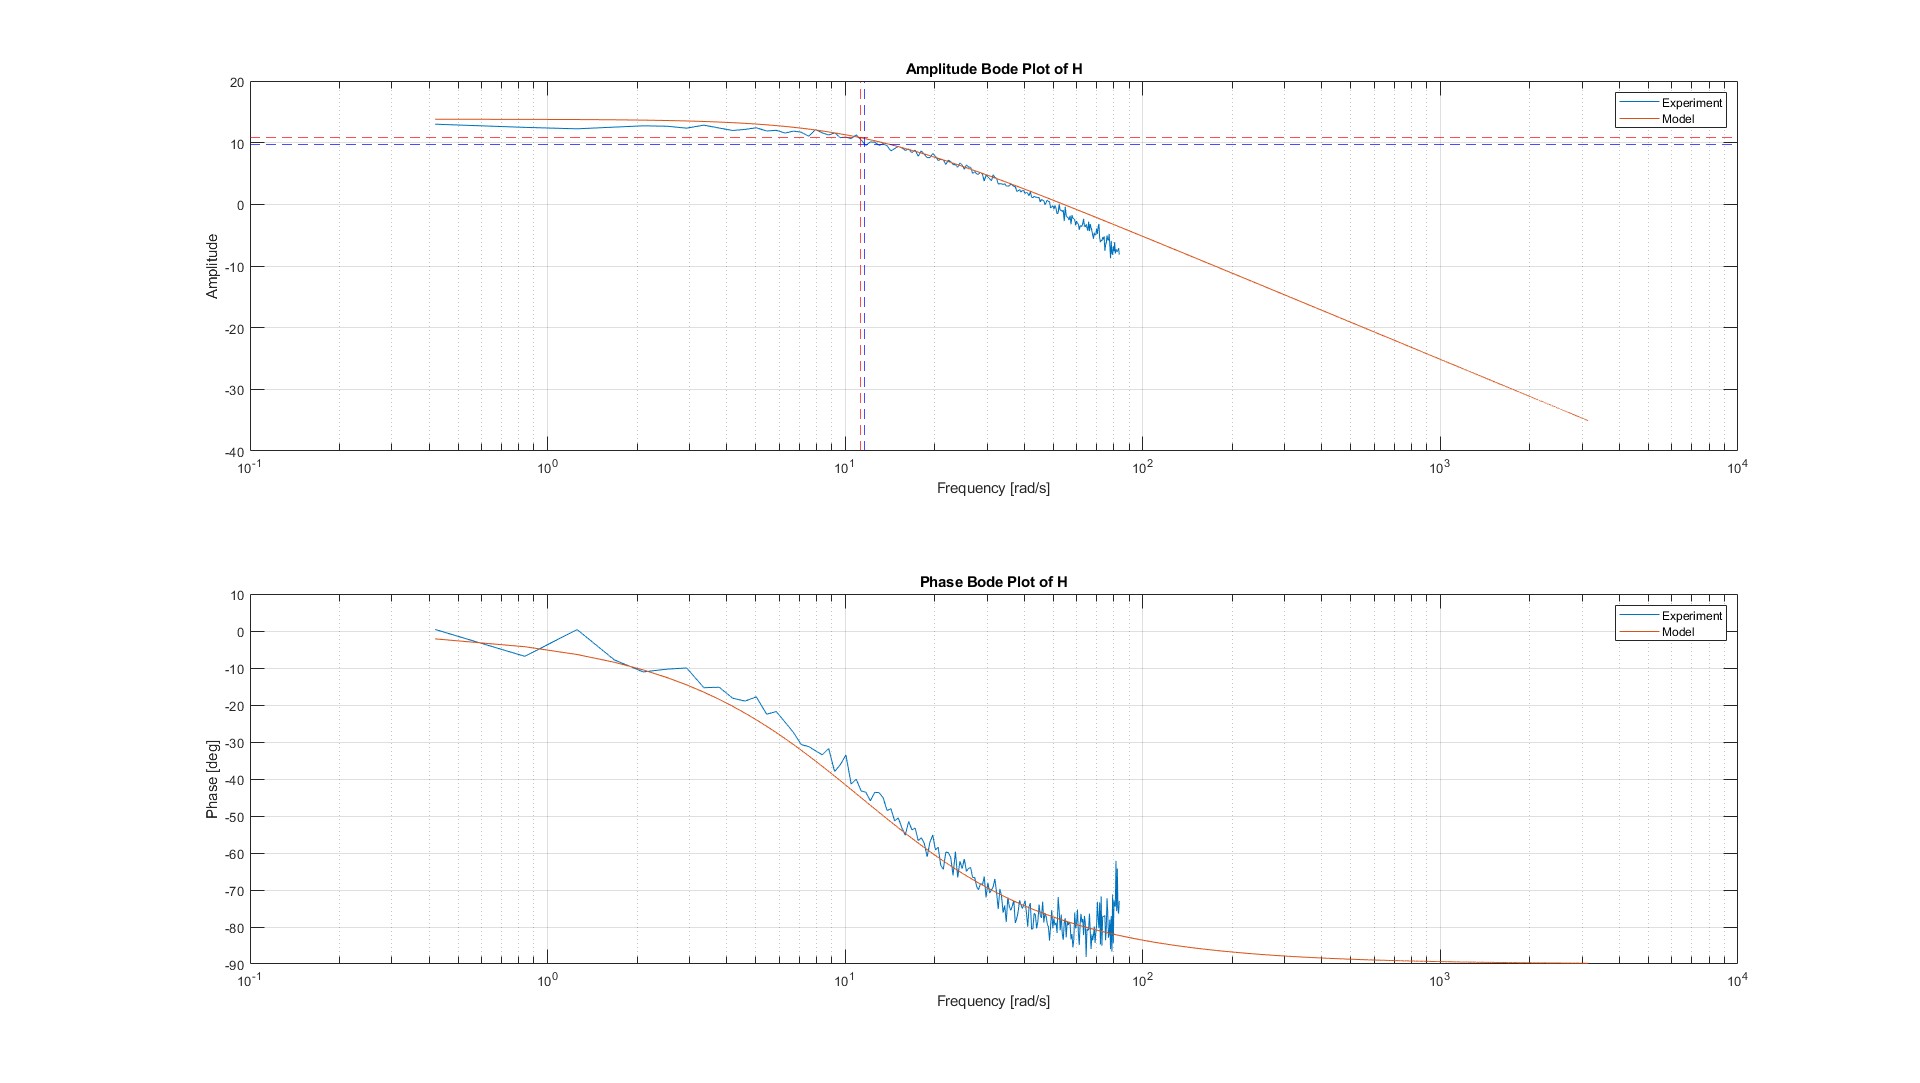 Amplitude Bode Plot of H
20
10
0
-10
-20
-30
-40
Amplitude
Experiment
Model
10^-1 10^0 10^1 10^2 10^3 10^4
Frequency [rad/s]
Phase Bode Plot of H
10
0
-10
-20
-30
-40
-50
-60
-70
-80
-90
Phase [deg]
Experiment
Model
10^-1 10^0 10^1 10^2 10^3 10^4
Frequency [rad/s]